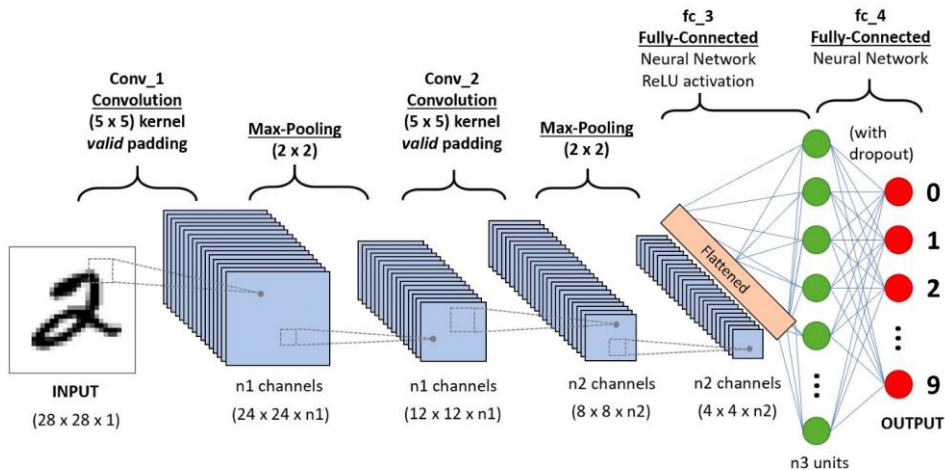 fc_3
Fully-Connected
Neural Network
ReLU activation
fc_4
Fully-Connected
Neural Network
Conv_1
Convolution
(5 x 5) kernel
valid padding
Max-Pooling
(2 x 2)
Conv_2
Convolution
(5 x 5) kernel
valid padding
Max-Pooling
(2 x 2)
(with
dropout)
Flattened
0
1
2
9
INPUT
(28 x 28 x 1)
n1 channels
(24 x 24 x n1)
n1 channels
(12 x 12 x n1)
n2 channels
(8 x 8 x n2)
n2 channels
(4 x 4 x n2)
OUTPUT
n3 units
2